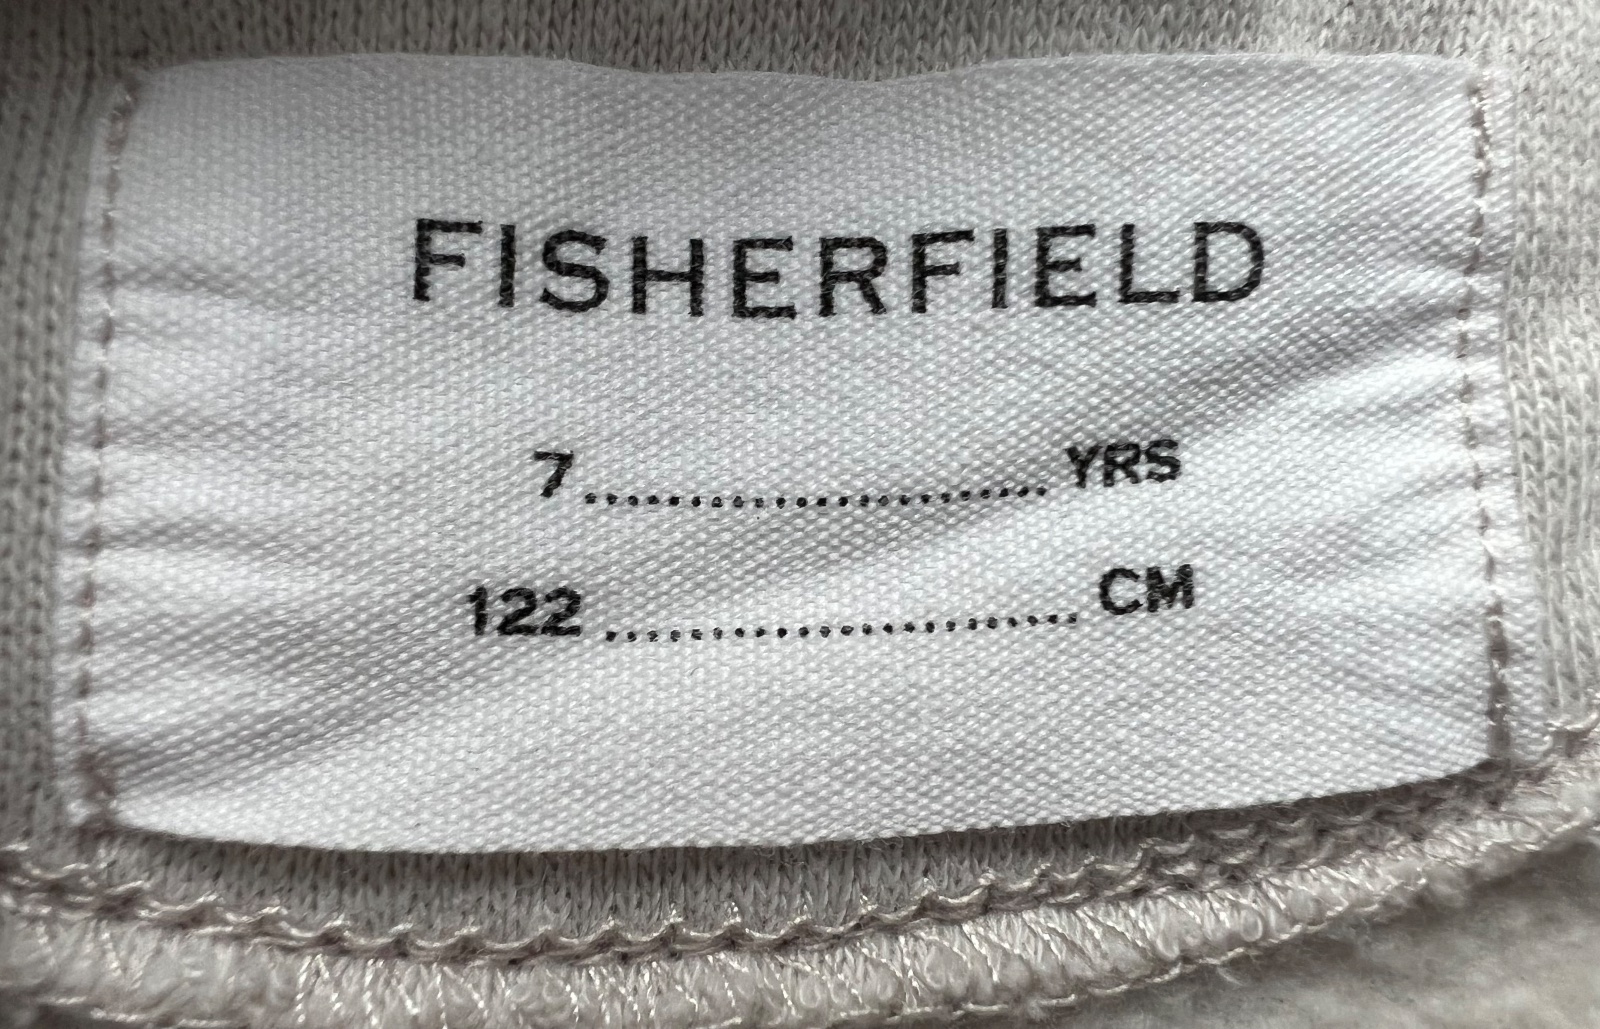 FISHERFIELD
7......................YRS
122 ...................... CM